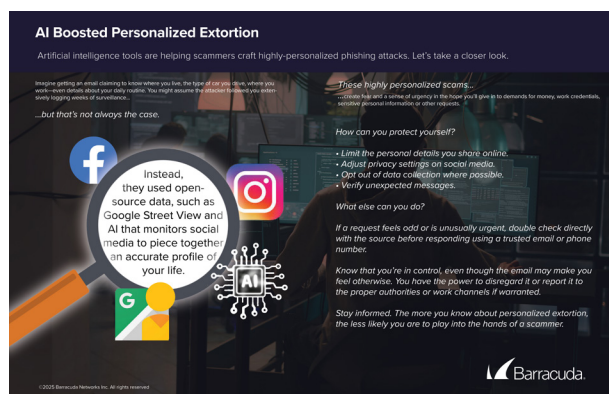 AI Boosted Personalized Extortion
Artificial intelligence tools are helping scammers craft highly-personalized phishing attacks. Let's take a closer look.
Imagine getting an email claiming to know where you live, the type of car you drive, where you
work—even details about your daily routine. You might assume the attacker followed you exten-
sively logging weeks of surveillance...
...but that's not always the case.
Instead,
they used open-
source data, such as
Google Street View and
AI that monitors social
media to piece together
an accurate profile of
your life.
AI
G
These highly personalized scams...
...create fear and a sense of urgency in the hope you'll give in to demands for money, work credentials,
sensitive personal information or other requests.
How can you protect yourself?
• Limit the personal details you share online.
• Adjust privacy settings on social media.
• Opt out of data collection where possible.
• Verify unexpected messages.
What else can you do?
If a request feels odd or is unusually urgent, double check directly
with the source before responding using a trusted email or phone
number.
Know that you're in control, even though the email may make you
feel otherwise. You have the power to disregard it or report it to
the proper authorities or work channels if warranted.
Stay informed. The more you know about personalized extortion,
the less likely you are to play into the hands of a scammer.
Barracuda.
©2025 Barracuda Networks Inc. All rights reserved